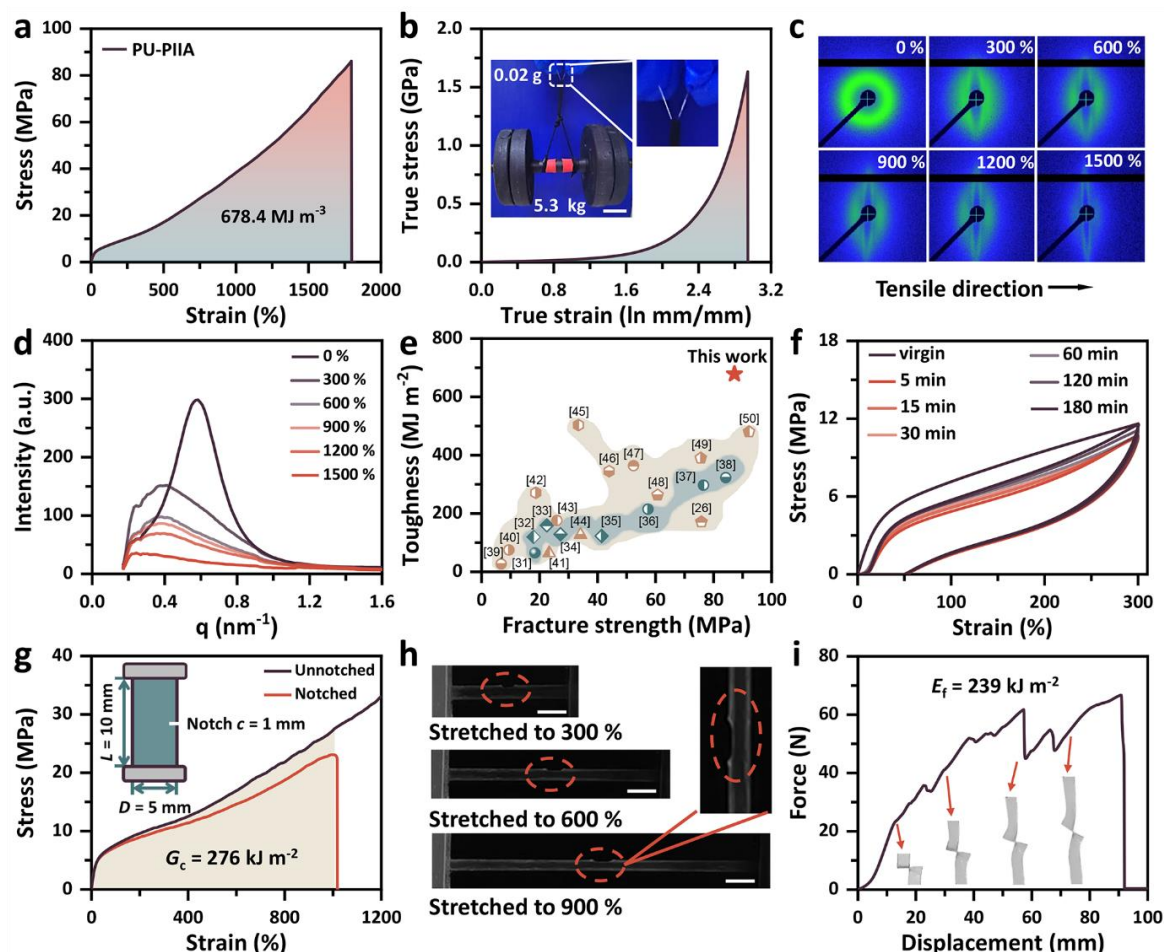 a
PU-PIIA
678.4 MJ m⁻³
Stress (MPa)
100
80
60
40
20
0
0 500 1000 1500 2000
Strain (%)
b
0.02 g
5.3 kg
True stress (GPa)
2.0
1.5
1.0
0.5
0.0
0.0 0.8 1.6 2.4 3.2
True strain (ln mm/mm)
c
0 % 300 % 600 %
900 % 1200 % 1500 %
Tensile direction
d
0 %
300 %
600 %
900 %
1200 %
1500 %
Intensity (a.u.)
400
300
200
100
0
0.0 0.4 0.8 1.2 1.6
q (nm⁻¹)
e
This work
[45]
[50]
[49]
[46] [47]
[38]
[37]
[42]
[48]
[43]
[33]
[32] [44] [35] [36] [26]
[40]
[34]
[39] [31] [41]
Toughness (MJ m⁻²)
800
600
400
200
0
0 20 40 60 80 100
Fracture strength (MPa)
f
virgin
5 min
15 min
30 min
60 min
120 min
180 min
Stress (MPa)
18
12
6
0
0 100 200 300
Strain (%)
g
Unnotched
Notched
L = 10 mm
Notch c = 1 mm
D = 5 mm
G_c = 276 kJ m⁻²
Stress (MPa)
40
30
20
10
0
0 400 800 1200
Strain (%)
h
Stretched to 300 %
Stretched to 600 %
Stretched to 900 %
i
E_f = 239 kJ m⁻²
Force (N)
80
60
40
20
0
0 20 40 60 80 100
Displacement (mm)